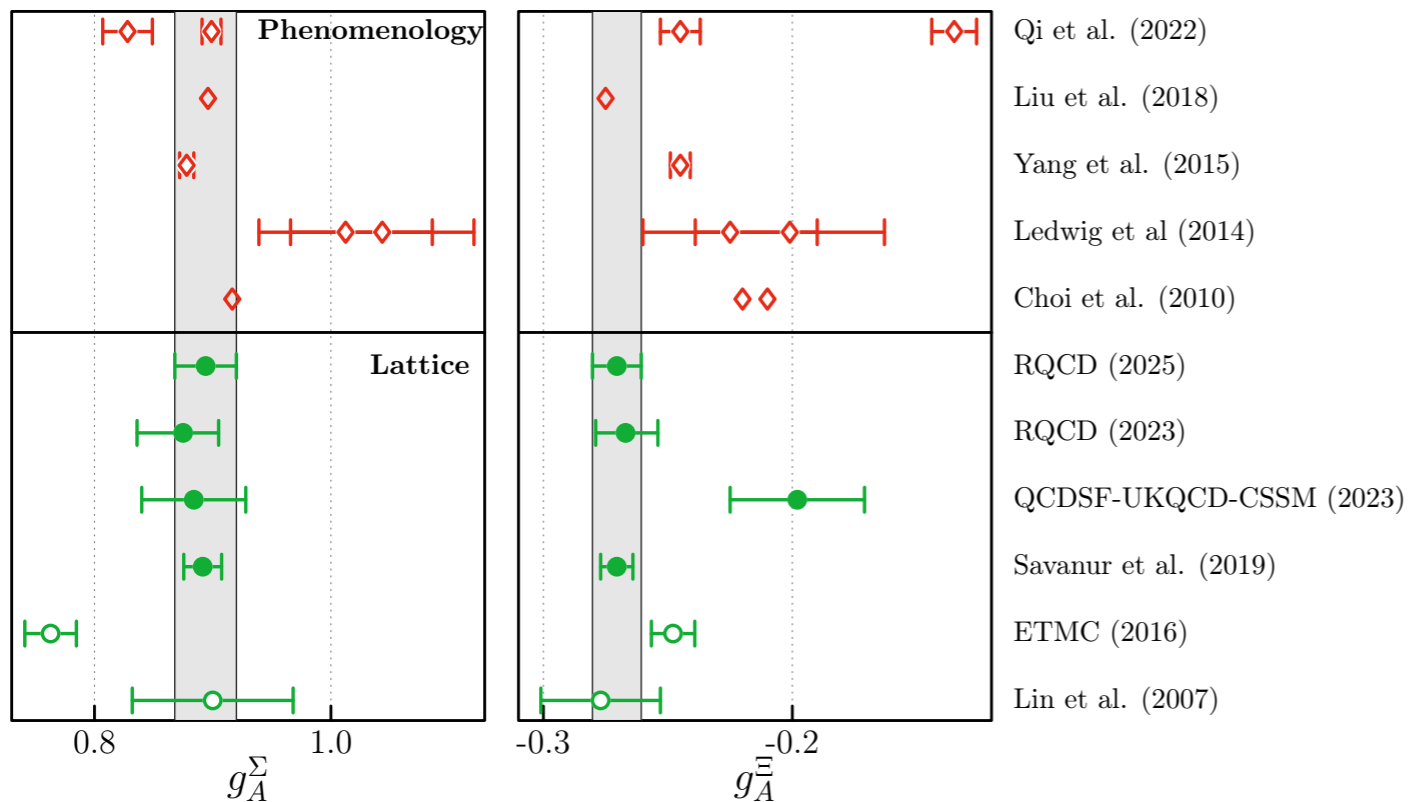 Phenomenology
Qi et al. (2022)
Liu et al. (2018)
Yang et al. (2015)
Ledwig et al (2014)
Choi et al. (2010)
Lattice
RQCD (2025)
RQCD (2023)
QCDSF-UKQCD-CSSM (2023)
Savanur et al. (2019)
ETMC (2016)
Lin et al. (2007)
0.8 1.0 -0.3 -0.2
g_A^Σ g_A^Ξ